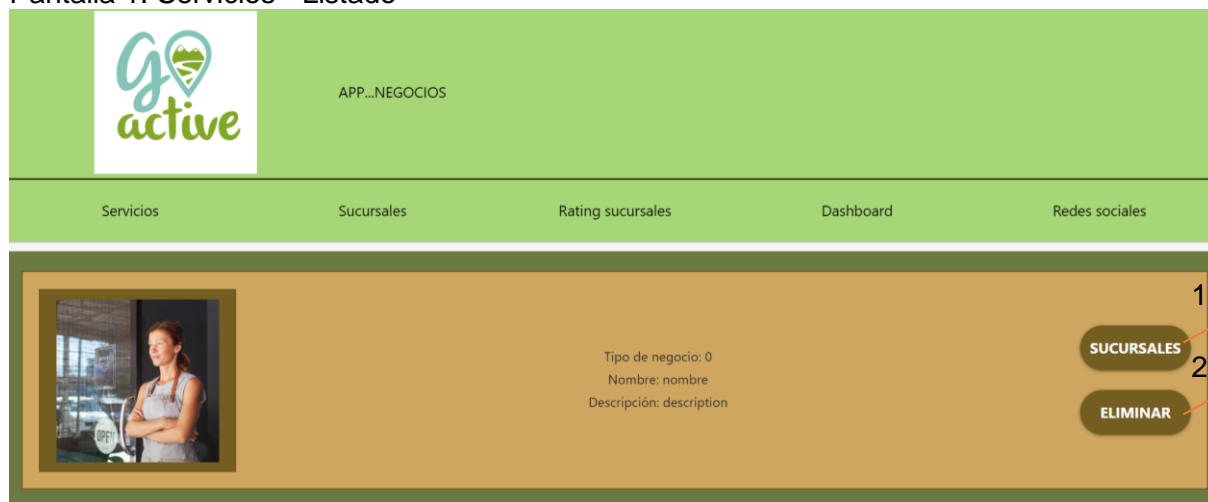 Pantalla 1: Servicios - Listado
Go
active
APP...NEGOCIOS
Servicios Sucursales Rating sucursales Dashboard Redes sociales
OPEN
Tipo de negocio: 0
Nombre: nombre
Descripción: description
1
SUCURSALES
2
ELIMINAR